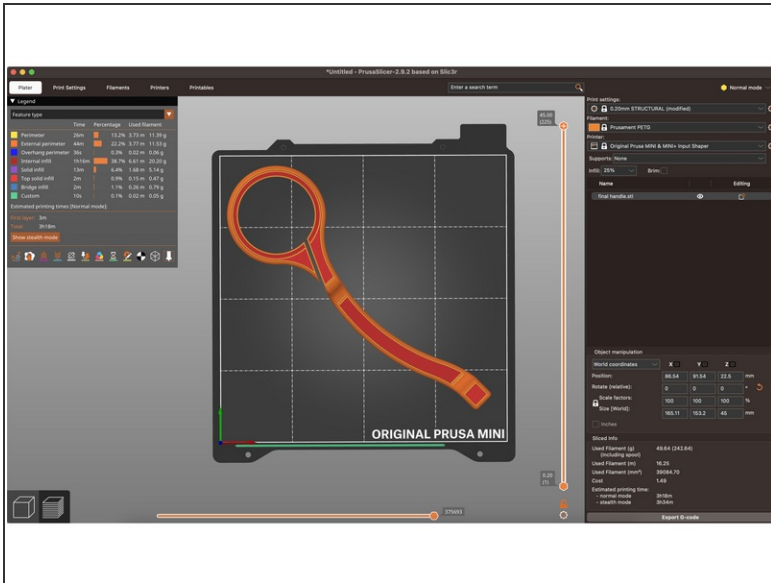 *Untitled - PrusaSlicer-2.9.2 based on Slic3r
Plater Print Settings Filaments Printers Printables Enter a search term Normal mode
Legend
Feature type
Time Percentage Used filament
Perimeter 26m 13.2% 3.73 m 11.39 g
External perimeter 44m 22.2% 3.77 m 11.53 g
Overhang perimeter 36s 0.3% 0.02 m 0.06 g
Internal infill 1h16m 38.7% 6.61 m 20.20 g
Solid infill 13m 6.4% 1.68 m 5.14 g
Top solid infill 2m 0.9% 0.15 m 0.47 g
Bridge infill 2m 1.1% 0.26 m 0.79 g
Custom 10s 0.1% 0.02 m 0.05 g
Estimated printing times [Normal mode]:
First layer: 3m
Total: 3h18m
Show stealth mode
45.00
(225)
ORIGINAL PRUSA MINI
0.20
(1)
375693
Print settings:
0.20mm STRUCTURAL (modified)
Filament:
Prusament PETG
Printer:
Original Prusa MINI & MINI+ Input Shaper
Supports: None
Infill: 25% Brim:
Name Editing
final handle.stl
Object manipulation
World coordinates X Y Z
Position: 86.54 91.54 22.5 mm
Rotate (relative): 0 0 0 °
Scale factors: 100 100 100 %
Size [World]: 165.11 153.2 45 mm
Inches
Sliced Info
Used Filament (g) 49.64 (242.64)
(including spool)
Used Filament (m) 16.25
Used Filament (mm³) 39084.70
Cost 1.49
Estimated printing time:
- normal mode 3h18m
- stealth mode 3h34m
Export G-code